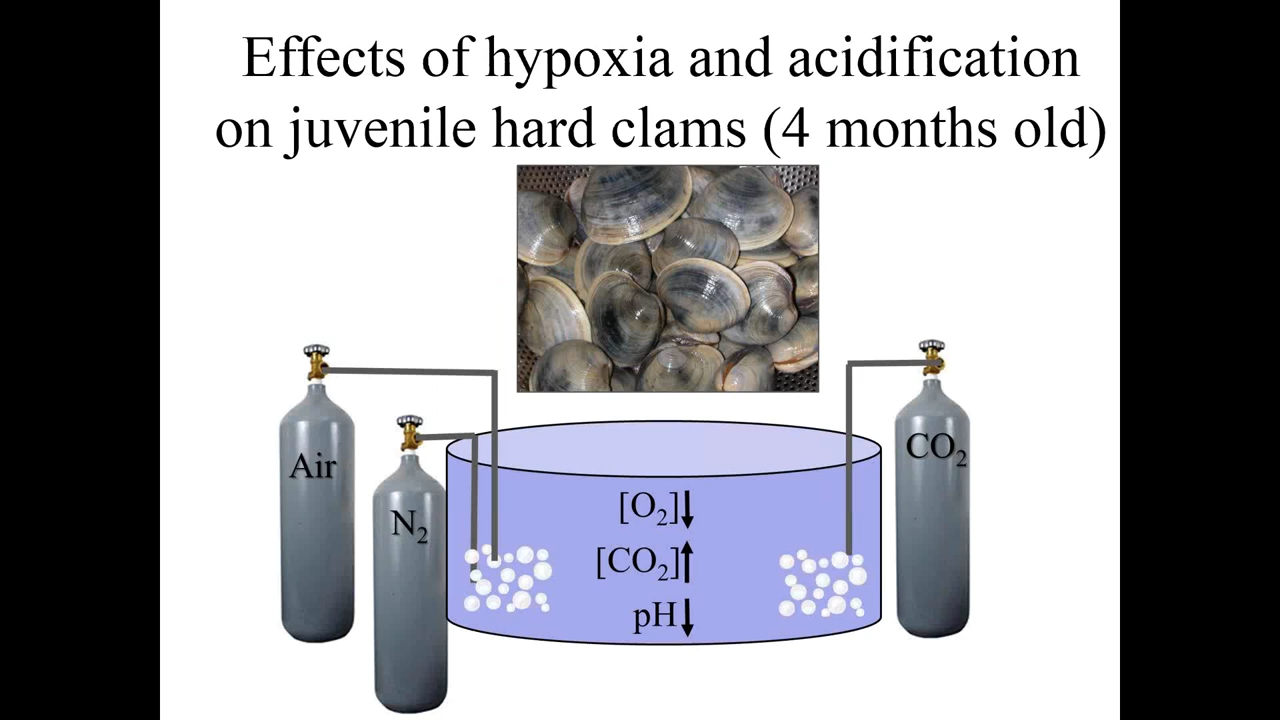 Effects of hypoxia and acidification
on juvenile hard clams (4 months old)
Air
N₂
CO₂
[O₂]↓
[CO₂]↑
pH↓